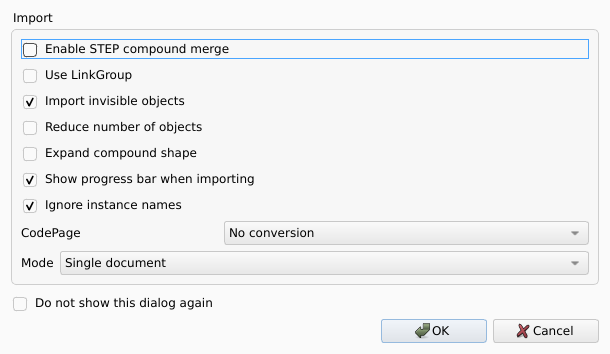 Import
Enable STEP compound merge
Use LinkGroup
Import invisible objects
Reduce number of objects
Expand compound shape
Show progress bar when importing
Ignore instance names
CodePage No conversion
Mode Single document
Do not show this dialog again
OK Cancel